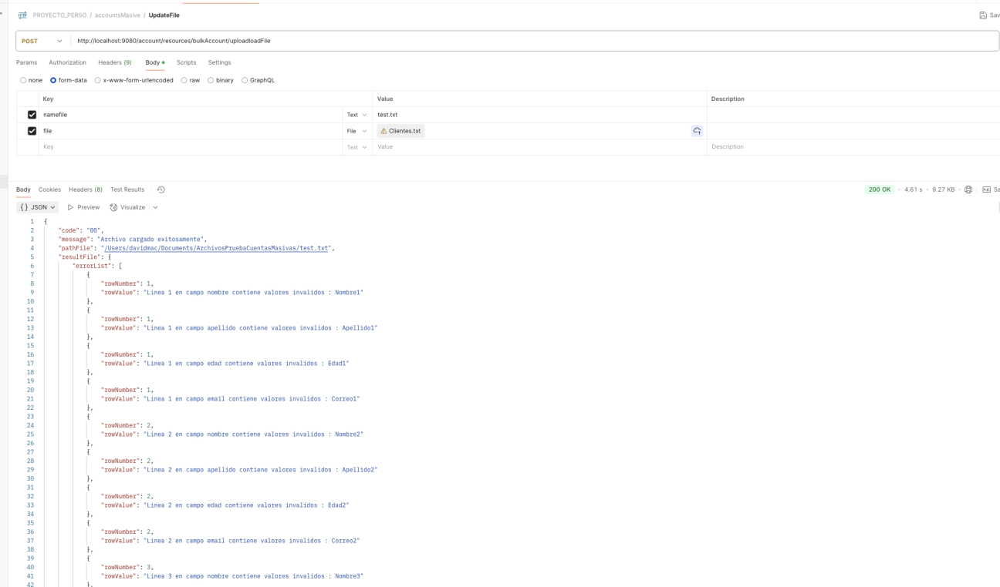 PROYECTO_PERSO / accountsMasive / UpdateFile
Sav
POST http://localhost:9080/account/resources/bulkAccount/uploadloadFile
Params Authorization Headers (9) Body Scripts Settings
none form-data x-www-form-urlencoded raw binary GraphQL
Key Value Description
namefile Text test.txt
file File Clientes.txt
Key Text Value Description
Body Cookies Headers (8) Test Results 200 OK 4.61 s 9.27 KB Sa
{} JSON Preview Visualize
1 {
2 "code": "00",
3 "message": "Archivo cargado exitosamente",
4 "pathFile": "/Users/davidmac/Documents/ArchivosPruebaCuentasMasivas/test.txt",
5 "resultFile": {
6 "errorList": [
7 {
8 "rowNumber": 1,
9 "rowValue": "Linea 1 en campo nombre contiene valores invalidos : Nombre1"
10 },
11 {
12 "rowNumber": 1,
13 "rowValue": "Linea 1 en campo apellido contiene valores invalidos : Apellido1"
14 },
15 {
16 "rowNumber": 1,
17 "rowValue": "Linea 1 en campo edad contiene valores invalidos : Edad1"
18 },
19 {
20 "rowNumber": 1,
21 "rowValue": "Linea 1 en campo email contiene valores invalidos : Correo1"
22 },
23 {
24 "rowNumber": 2,
25 "rowValue": "Linea 2 en campo nombre contiene valores invalidos : Nombre2"
26 },
27 {
28 "rowNumber": 2,
29 "rowValue": "Linea 2 en campo apellido contiene valores invalidos : Apellido2"
30 },
31 {
32 "rowNumber": 2,
33 "rowValue": "Linea 2 en campo edad contiene valores invalidos : Edad2"
34 },
35 {
36 "rowNumber": 2,
37 "rowValue": "Linea 2 en campo email contiene valores invalidos : Correo2"
38 },
39 {
40 "rowNumber": 3,
41 "rowValue": "Linea 3 en campo nombre contiene valores invalidos : Nombre3"
42 },